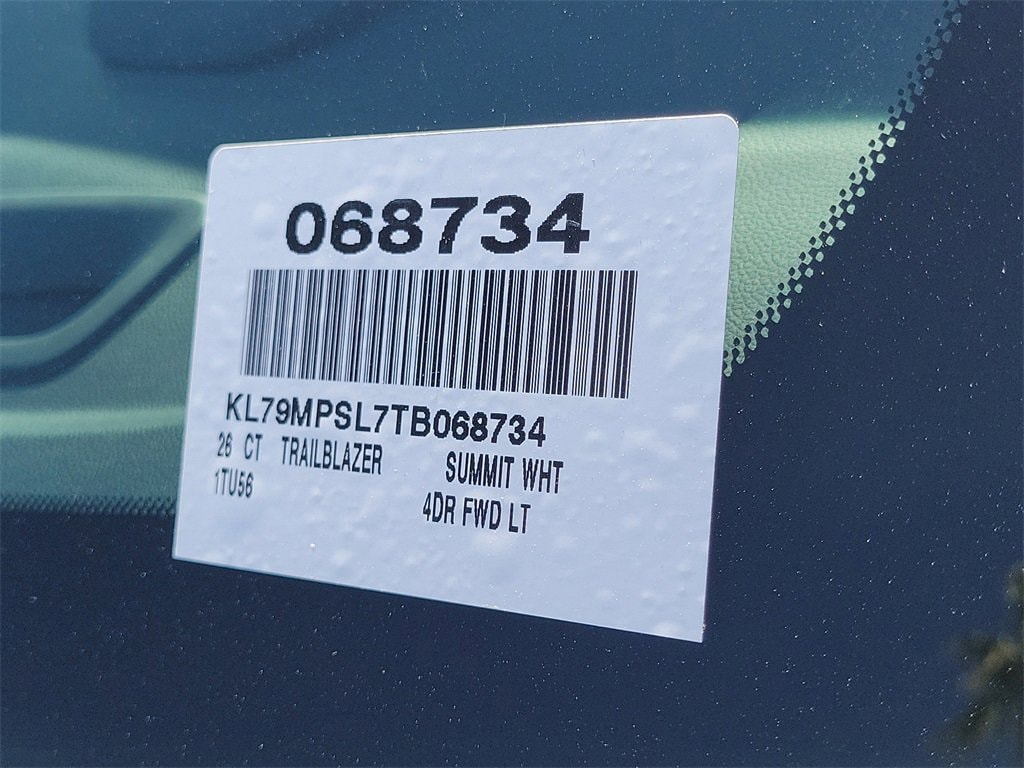 068734
KL79MPSL7TB068734
26 CT TRAILBLAZER SUMMIT WHT
1TU56 4DR FWD LT